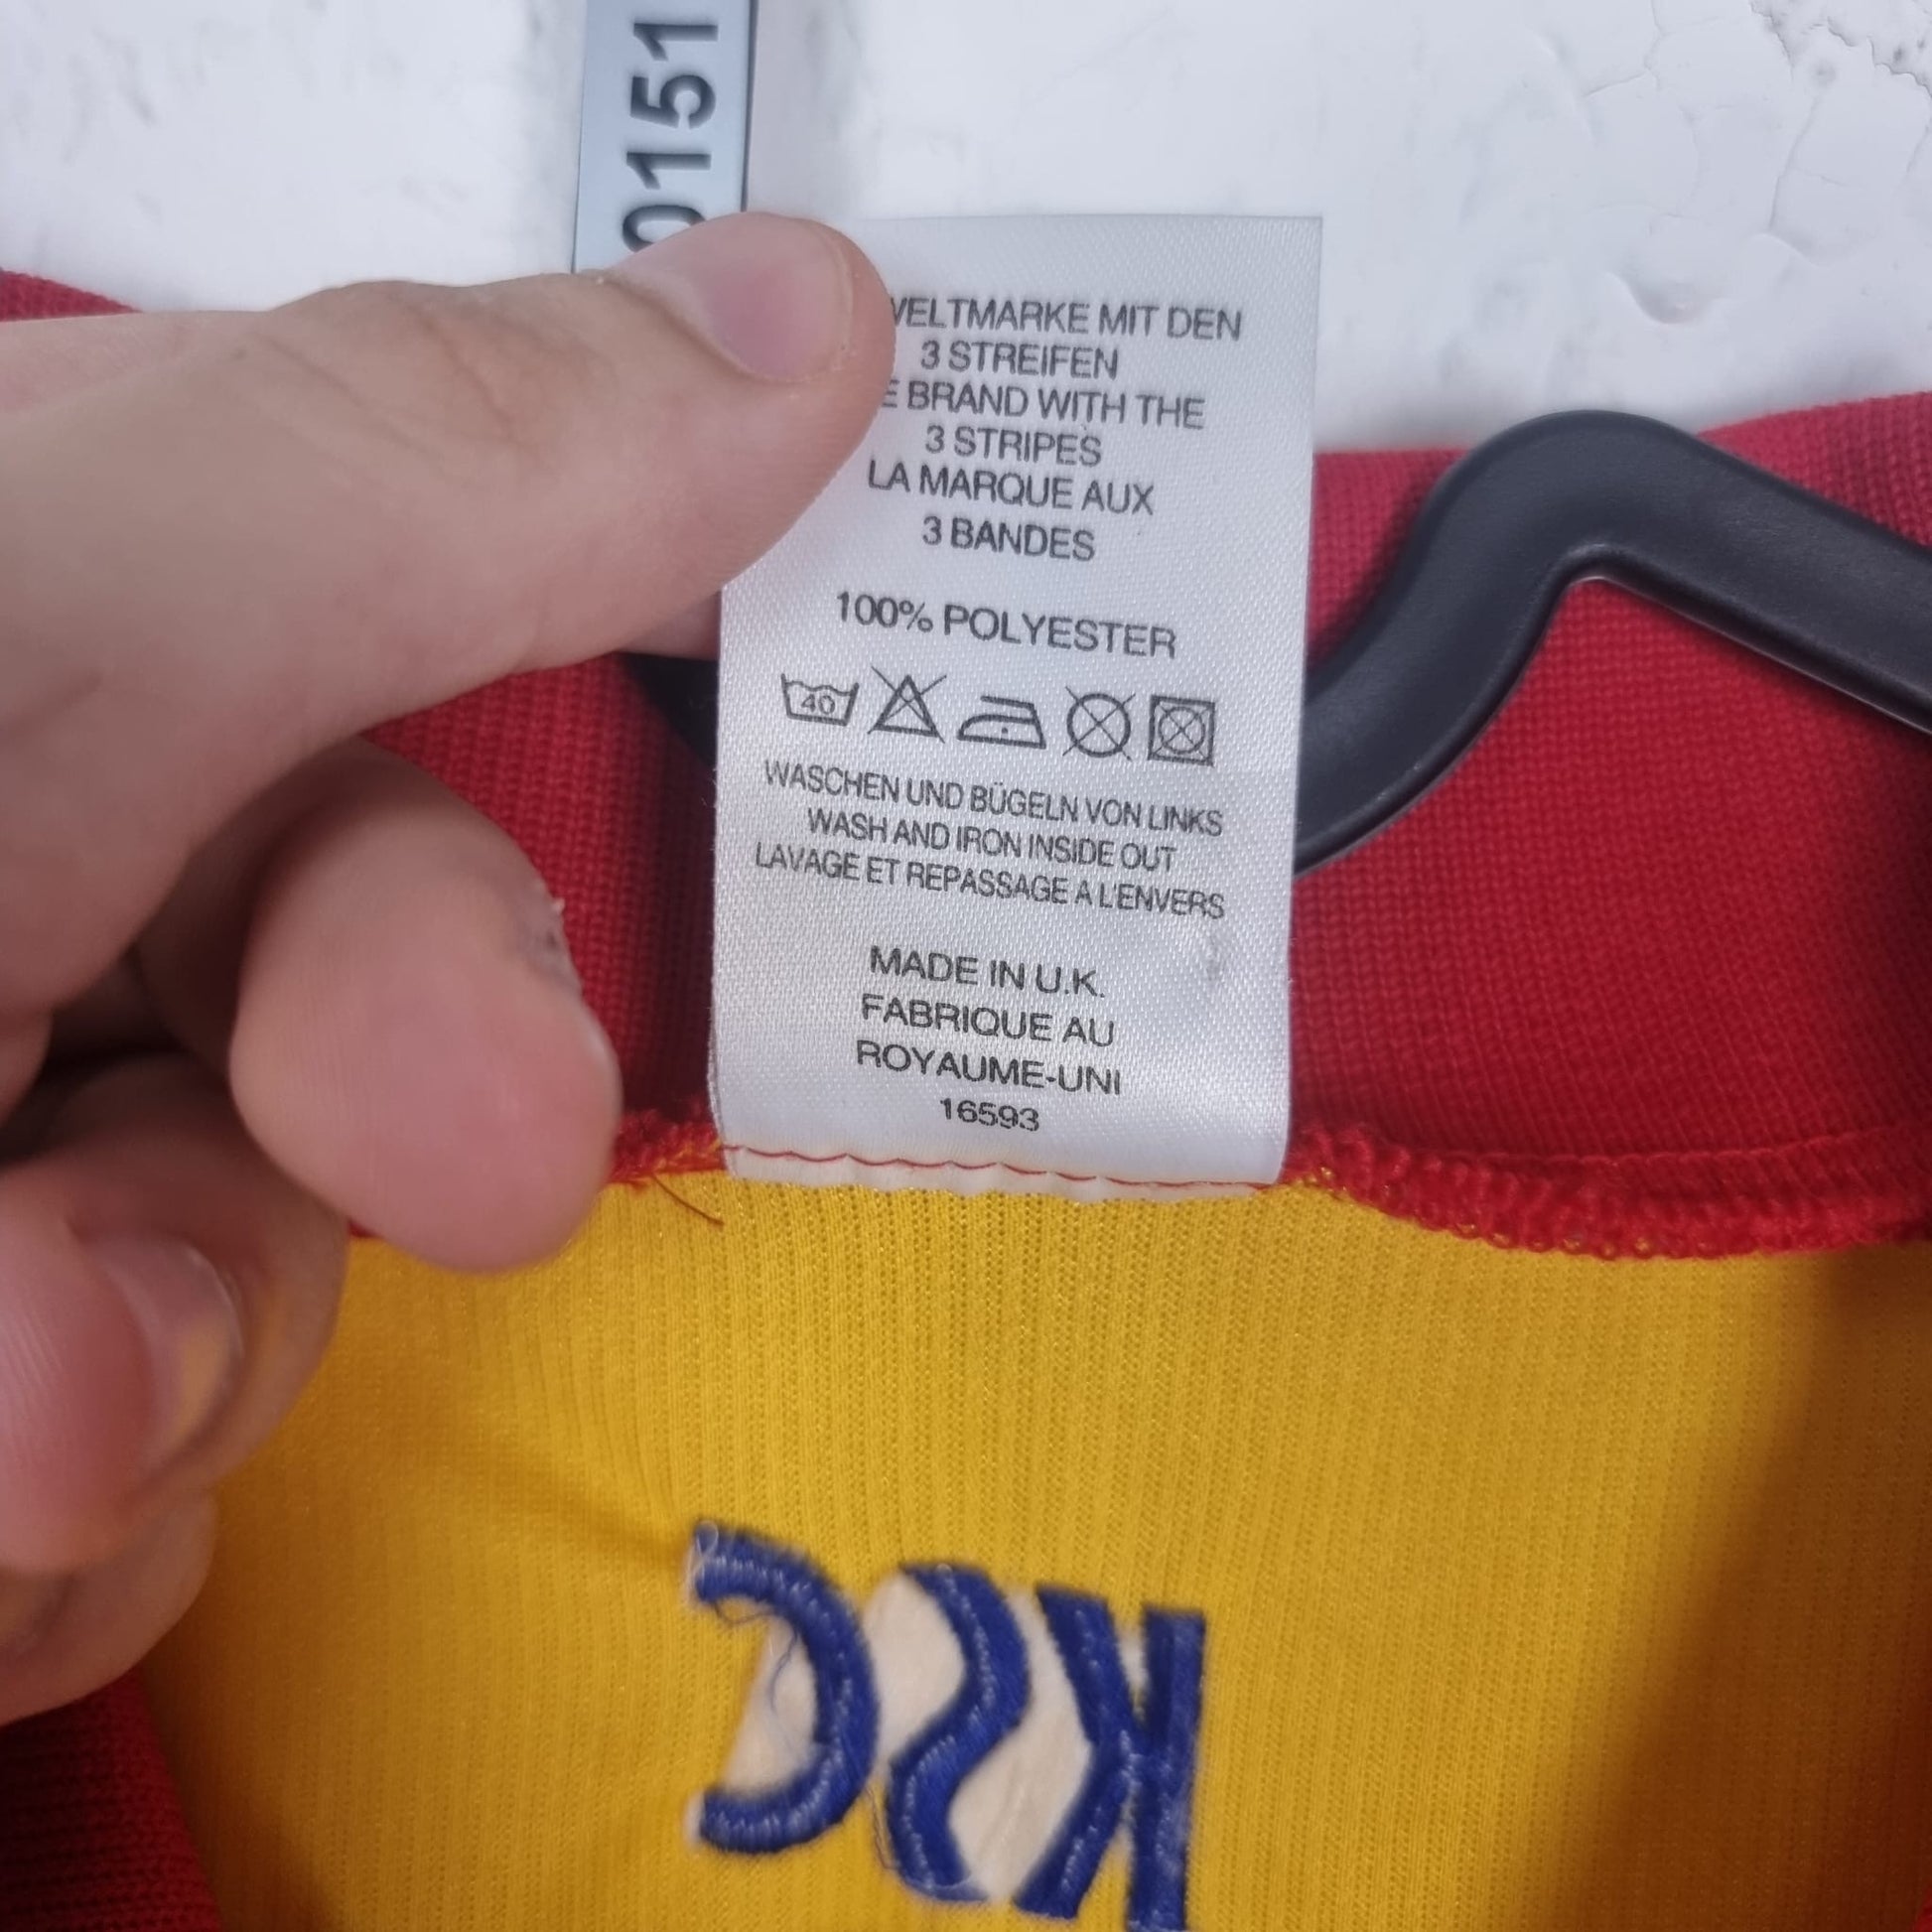 0151
WELTMARKE MIT DEN
3 STREIFEN
BRAND WITH THE
3 STRIPES
LA MARQUE AUX
3 BANDES
100% POLYESTER
40
WASCHEN UND BÜGELN VON LINKS
WASH AND IRON INSIDE OUT
LAVAGE ET REPASSAGE A L'ENVERS
MADE IN U.K.
FABRIQUE AU
ROYAUME-UNI
16593
KSC